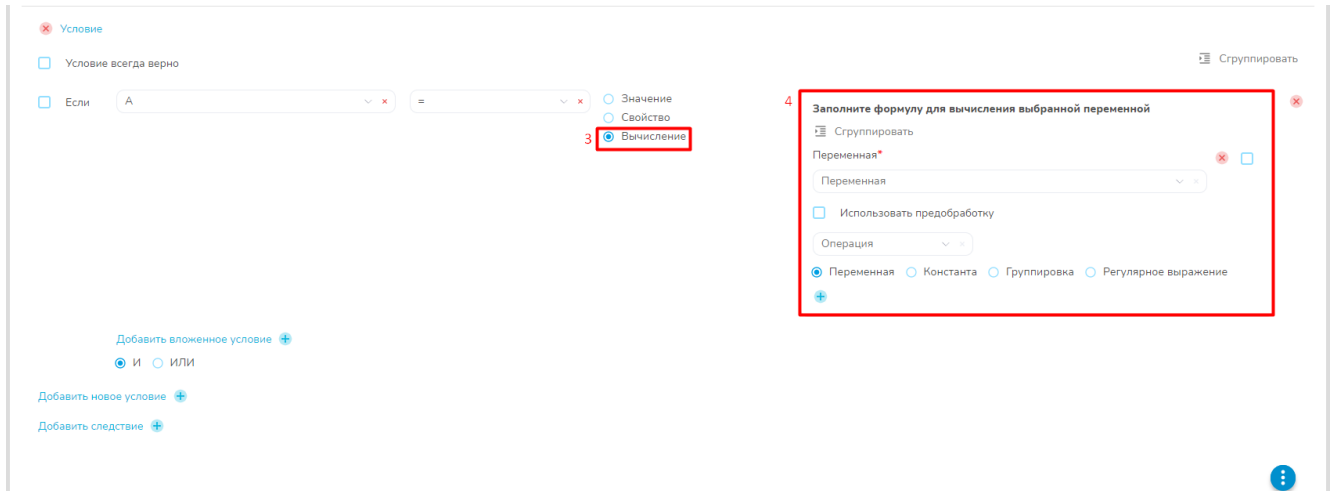 Условие
Условие всегда верно
Сгруппировать
Если A = Значение
Свойство
3 Вычисление
4 Заполните формулу для вычисления выбранной переменной
Сгруппировать
Переменная*
Переменная
Использовать предобработку
Операция
Переменная Константа Группировка Регулярное выражение
Добавить вложенное условие
И ИЛИ
Добавить новое условие
Добавить следствие